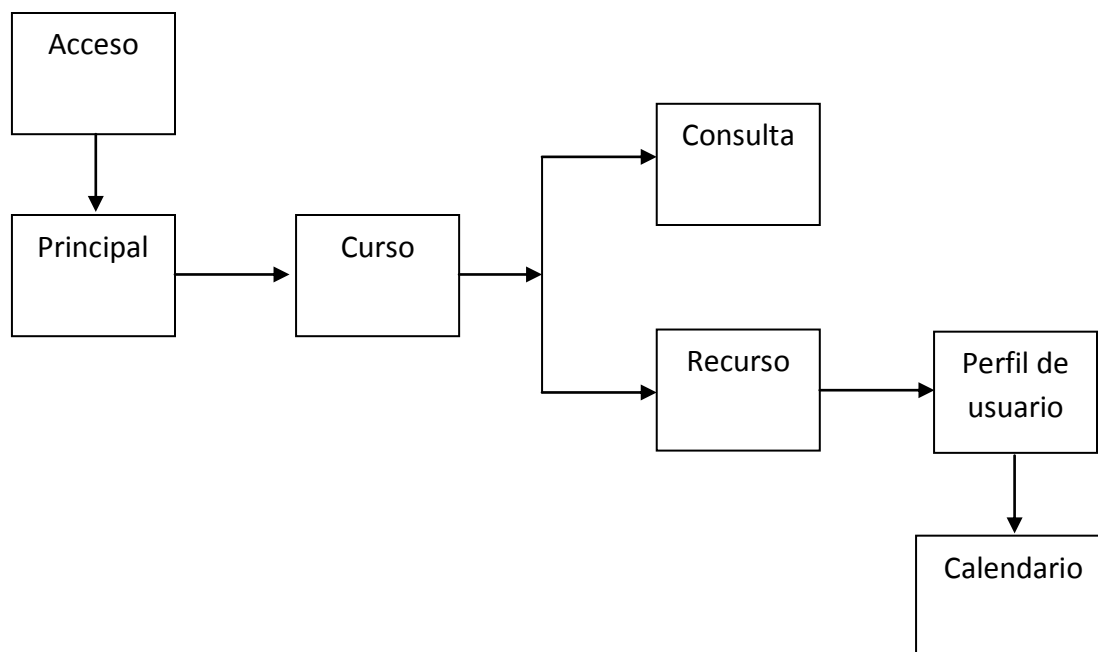 Acceso
Principal
Curso
Consulta
Recurso
Perfil de
usuario
Calendario